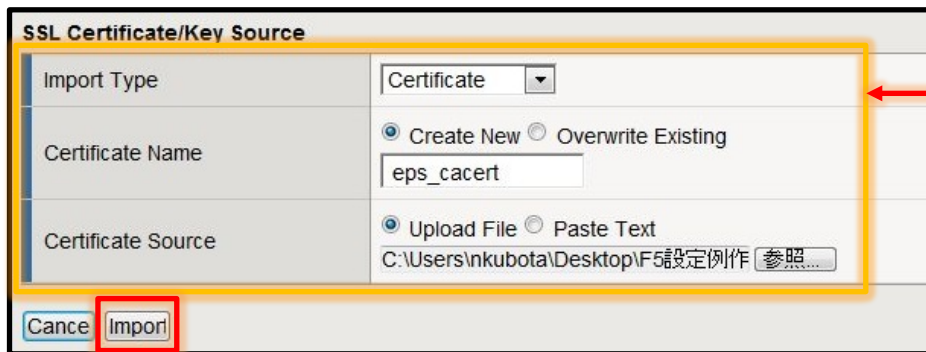 SSL Certificate/Key Source
Import Type
Certificate
Certificate Name
Create New Overwrite Existing
eps_cacert
Certificate Source
Upload File Paste Text
C:\Users\nkubota\Desktop\F5設定例作 参照...
Cance Import